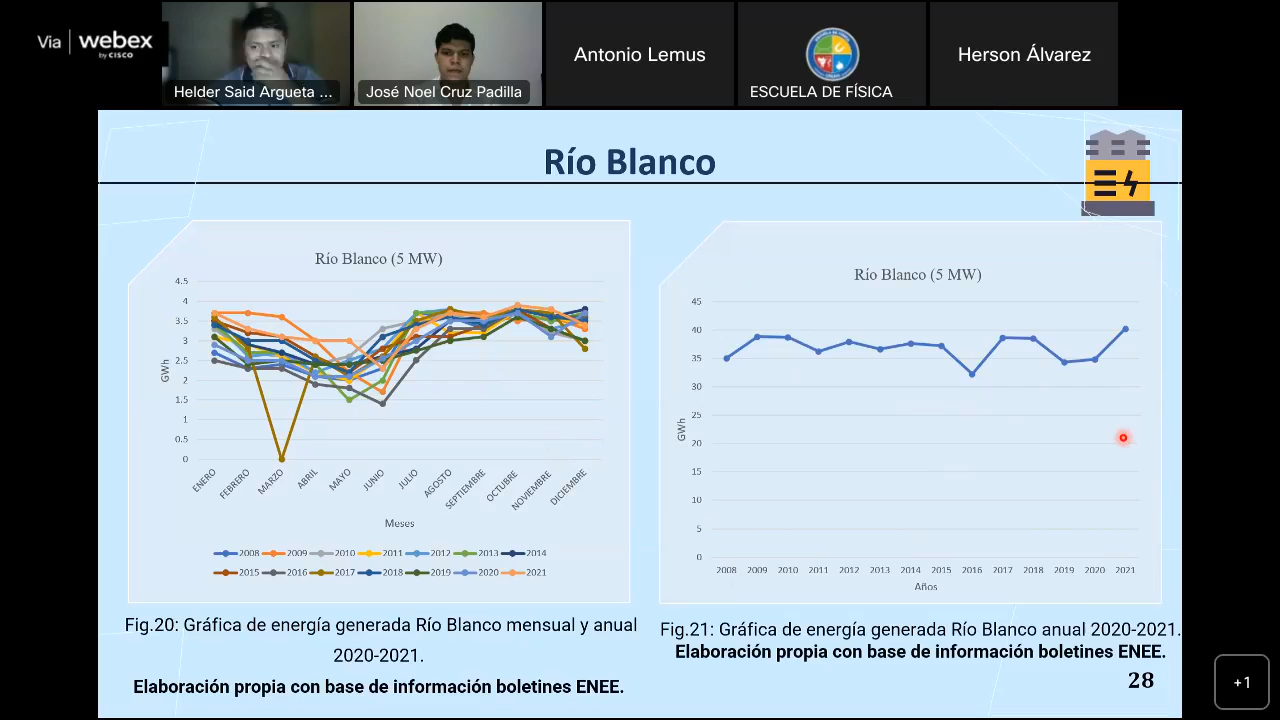 Via webex
by CISCO
Helder Said Argueta ...
José Noel Cruz Padilla
Antonio Lemus
ESCUELA DE FÍSICA
Herson Álvarez
Río Blanco
Río Blanco (5 MW)
4.5
4
3.5
3
2.5
2
1.5
1
0.5
0
GWh
ENERO
FEBRERO
MARZO
ABRIL
MAYO
JUNIO
JULIO
AGOSTO
SEPTIEMBRE
OCTUBRE
NOVIEMBRE
DICIEMBRE
Meses
2008 2009 2010 2011 2012 2013 2014
2015 2016 2017 2018 2019 2020 2021
Fig.20: Gráfica de energía generada Río Blanco mensual y anual
2020-2021.
Elaboración propia con base de información boletines ENEE.
Río Blanco (5 MW)
45
40
35
30
25
20
15
10
5
0
GWh
2008 2009 2010 2011 2012 2013 2014 2015 2016 2017 2018 2019 2020 2021
Años
Fig.21: Gráfica de energía generada Río Blanco anual 2020-2021.
Elaboración propia con base de información boletines ENEE.
28
+1